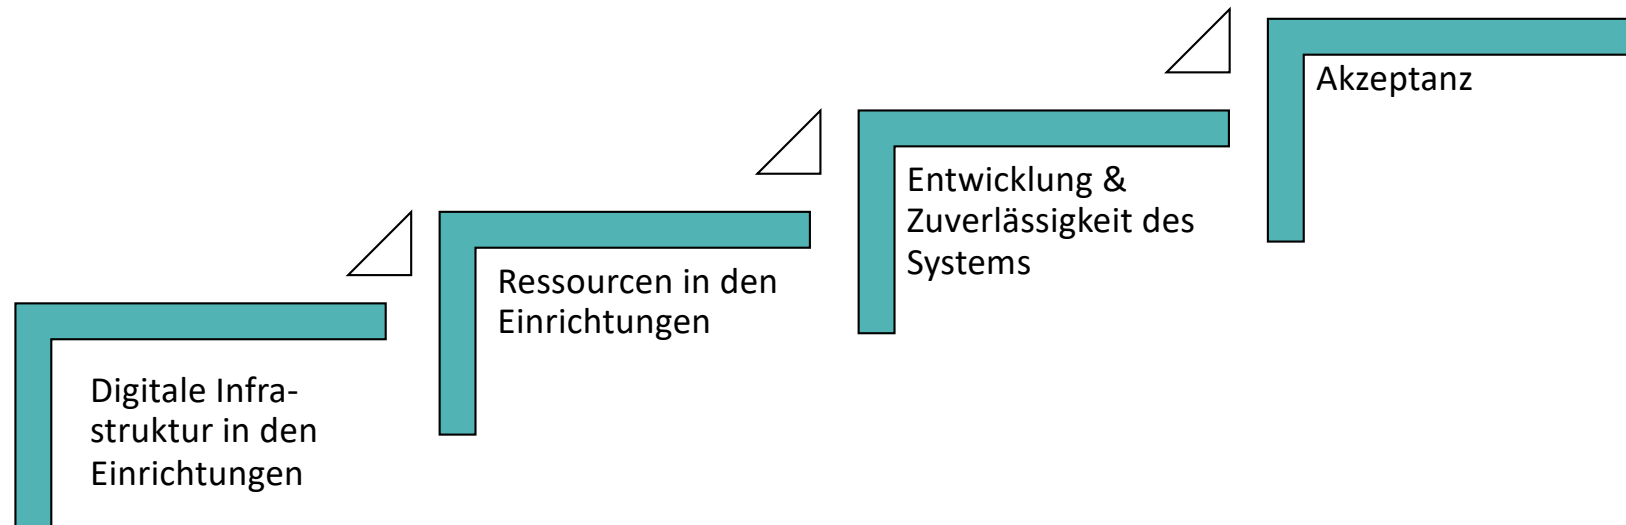 Digitale Infra-
struktur in den
Einrichtungen
Ressourcen in den
Einrichtungen
Entwicklung &
Zuverlässigkeit des
Systems
Akzeptanz